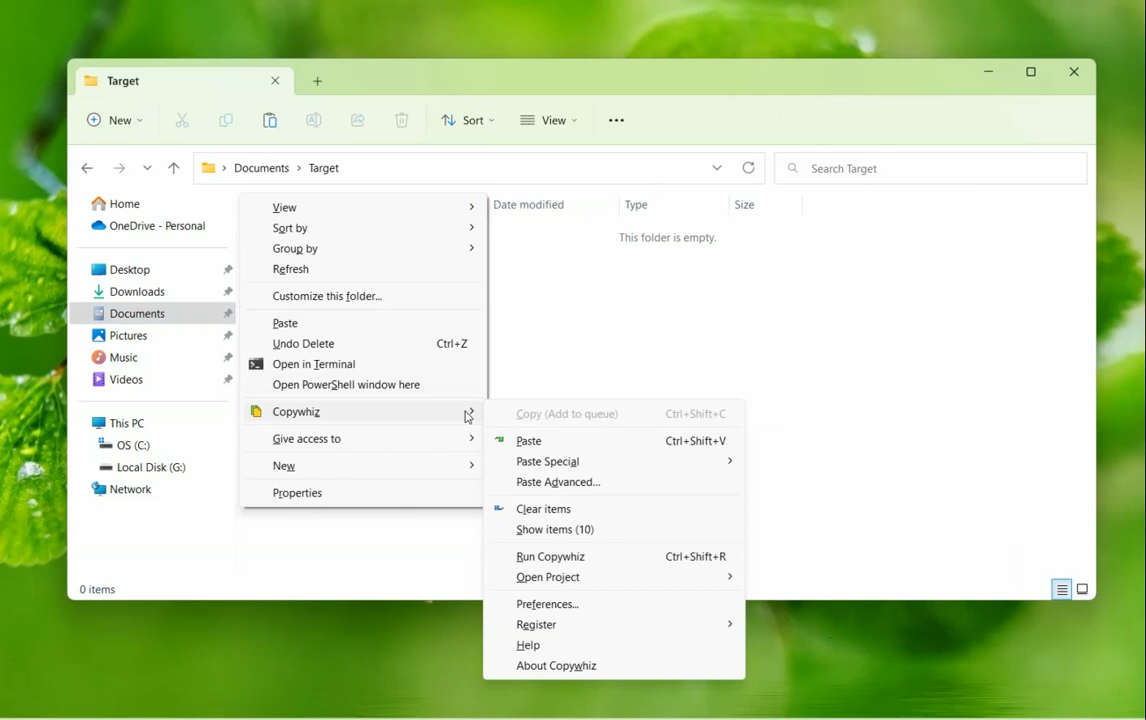 Target
New
Sort
View
Documents
Target
Search Target
Home
OneDrive - Personal
Desktop
Downloads
Documents
Pictures
Music
Videos
This PC
OS (C:)
Local Disk (G:)
Network
Date modified
Type
Size
This folder is empty.
View
Sort by
Group by
Refresh
Customize this folder...
Paste
Undo Delete Ctrl+Z
Open in Terminal
Open PowerShell window here
Copywhiz
Give access to
New
Properties
Copy (Add to queue) Ctrl+Shift+C
Paste Ctrl+Shift+V
Paste Special
Paste Advanced...
Clear items
Show items (10)
Run Copywhiz Ctrl+Shift+R
Open Project
Preferences...
Register
Help
About Copywhiz
0 items